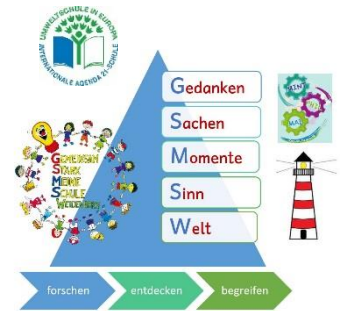 UMWELTSCHULE IN EUROPA
INTERNATIONALE AGENDA 21-SCHULE
Gedanken
Sachen
Momente
Sinn
Welt
GEMEINSAM
STARK
MEINE
SCHULE
MINT
forschen
entdecken
begreifen